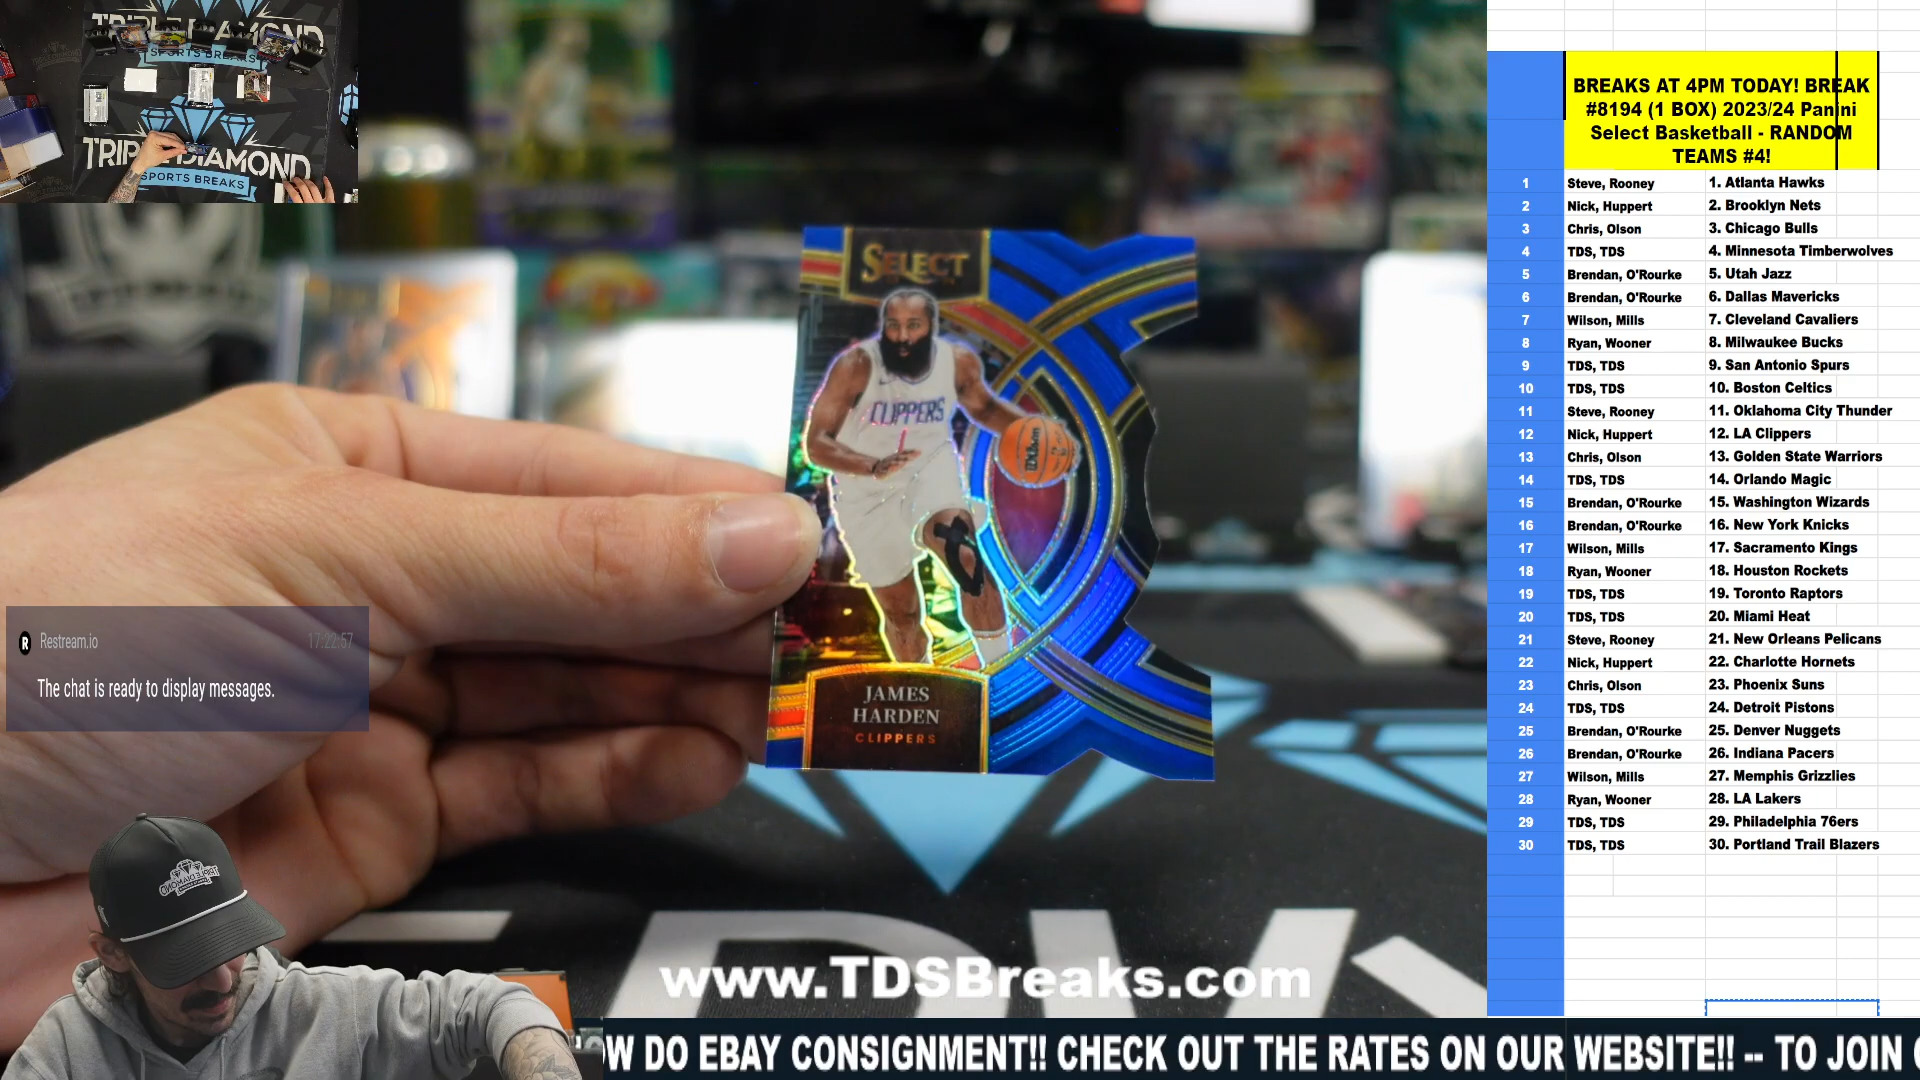 TRIPLE DIAMOND
SPORTS BREAKS
TRIPLE DIAMOND
SPORTS BREAKS
SELECT
CLIPPERS
1
Wilson
JAMES
HARDEN
CLIPPERS
Restream.io 17:22:57
The chat is ready to display messages.
www.TDSBreaks.com
OW DO EBAY CONSIGNMENT!! CHECK OUT THE RATES ON OUR WEBSITE!! -- TO JOIN
BREAKS AT 4PM TODAY! BREAK
#8194 (1 BOX) 2023/24 Panini
Select Basketball - RANDOM
TEAMS #4!
1 Steve, Rooney 1. Atlanta Hawks
2 Nick, Huppert 2. Brooklyn Nets
3 Chris, Olson 3. Chicago Bulls
4 TDS, TDS 4. Minnesota Timberwolves
5 Brendan, O'Rourke 5. Utah Jazz
6 Brendan, O'Rourke 6. Dallas Mavericks
7 Wilson, Mills 7. Cleveland Cavaliers
8 Ryan, Wooner 8. Milwaukee Bucks
9 TDS, TDS 9. San Antonio Spurs
10 TDS, TDS 10. Boston Celtics
11 Steve, Rooney 11. Oklahoma City Thunder
12 Nick, Huppert 12. LA Clippers
13 Chris, Olson 13. Golden State Warriors
14 TDS, TDS 14. Orlando Magic
15 Brendan, O'Rourke 15. Washington Wizards
16 Brendan, O'Rourke 16. New York Knicks
17 Wilson, Mills 17. Sacramento Kings
18 Ryan, Wooner 18. Houston Rockets
19 TDS, TDS 19. Toronto Raptors
20 TDS, TDS 20. Miami Heat
21 Steve, Rooney 21. New Orleans Pelicans
22 Nick, Huppert 22. Charlotte Hornets
23 Chris, Olson 23. Phoenix Suns
24 TDS, TDS 24. Detroit Pistons
25 Brendan, O'Rourke 25. Denver Nuggets
26 Brendan, O'Rourke 26. Indiana Pacers
27 Wilson, Mills 27. Memphis Grizzlies
28 Ryan, Wooner 28. LA Lakers
29 TDS, TDS 29. Philadelphia 76ers
30 TDS, TDS 30. Portland Trail Blazers